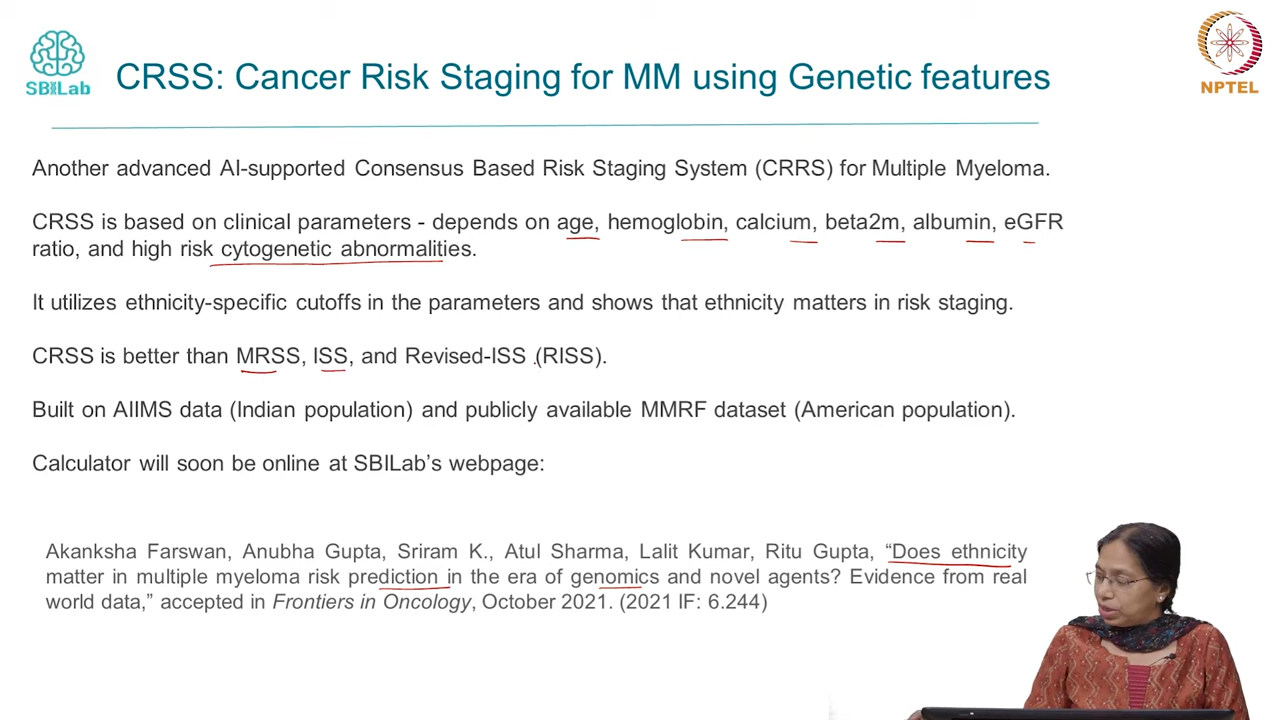 SBILab
CRSS: Cancer Risk Staging for MM using Genetic features
NPTEL
Another advanced AI-supported Consensus Based Risk Staging System (CRRS) for Multiple Myeloma.
CRSS is based on clinical parameters - depends on age, hemoglobin, calcium, beta2m, albumin, eGFR
ratio, and high risk cytogenetic abnormalities.
It utilizes ethnicity-specific cutoffs in the parameters and shows that ethnicity matters in risk staging.
CRSS is better than MRSS, ISS, and Revised-ISS (RISS).
Built on AIIMS data (Indian population) and publicly available MMRF dataset (American population).
Calculator will soon be online at SBILab's webpage:
Akanksha Farswan, Anubha Gupta, Sriram K., Atul Sharma, Lalit Kumar, Ritu Gupta, “Does ethnicity
matter in multiple myeloma risk prediction in the era of genomics and novel agents? Evidence from real
world data,” accepted in Frontiers in Oncology, October 2021. (2021 IF: 6.244)